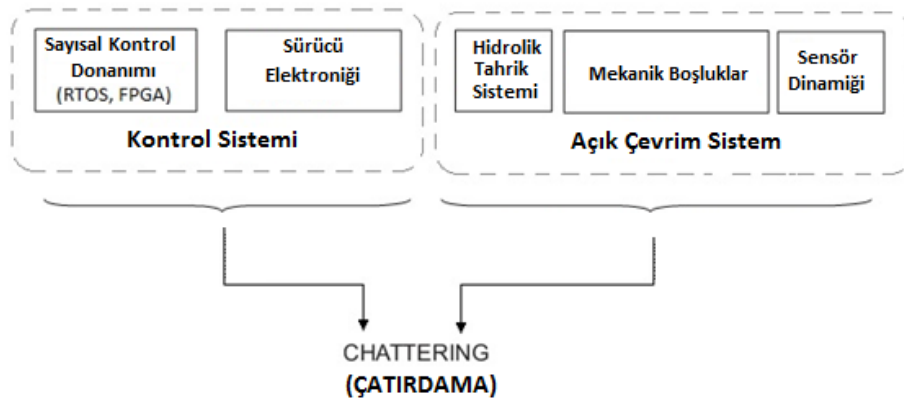 Sayısal Kontrol
Donanımı
(RTOS, FPGA)
Sürücü
Elektroniği
Kontrol Sistemi
Hidrolik
Tahrik
Sistemi
Mekanik Boşluklar
Sensör
Dinamiği
Açık Çevrim Sistem
CHATTERING
(ÇATIRDAMA)